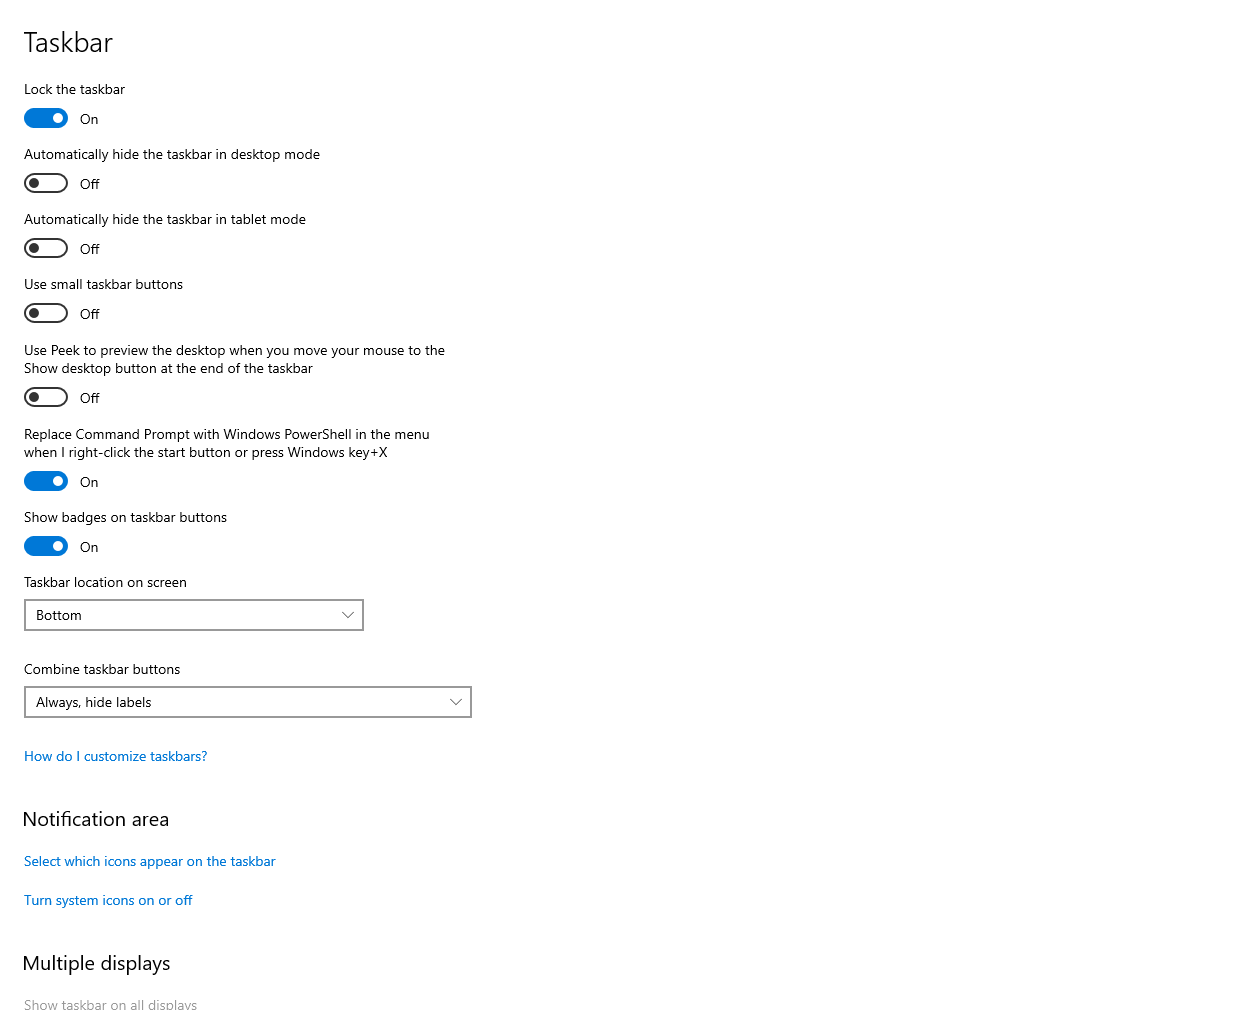 Taskbar
Lock the taskbar
On
Automatically hide the taskbar in desktop mode
Off
Automatically hide the taskbar in tablet mode
Off
Use small taskbar buttons
Off
Use Peek to preview the desktop when you move your mouse to the
Show desktop button at the end of the taskbar
Off
Replace Command Prompt with Windows PowerShell in the menu
when I right-click the start button or press Windows key+X
On
Show badges on taskbar buttons
On
Taskbar location on screen
Bottom
Combine taskbar buttons
Always, hide labels
How do I customize taskbars?
Notification area
Select which icons appear on the taskbar
Turn system icons on or off
Multiple displays
Show taskbar on all displays